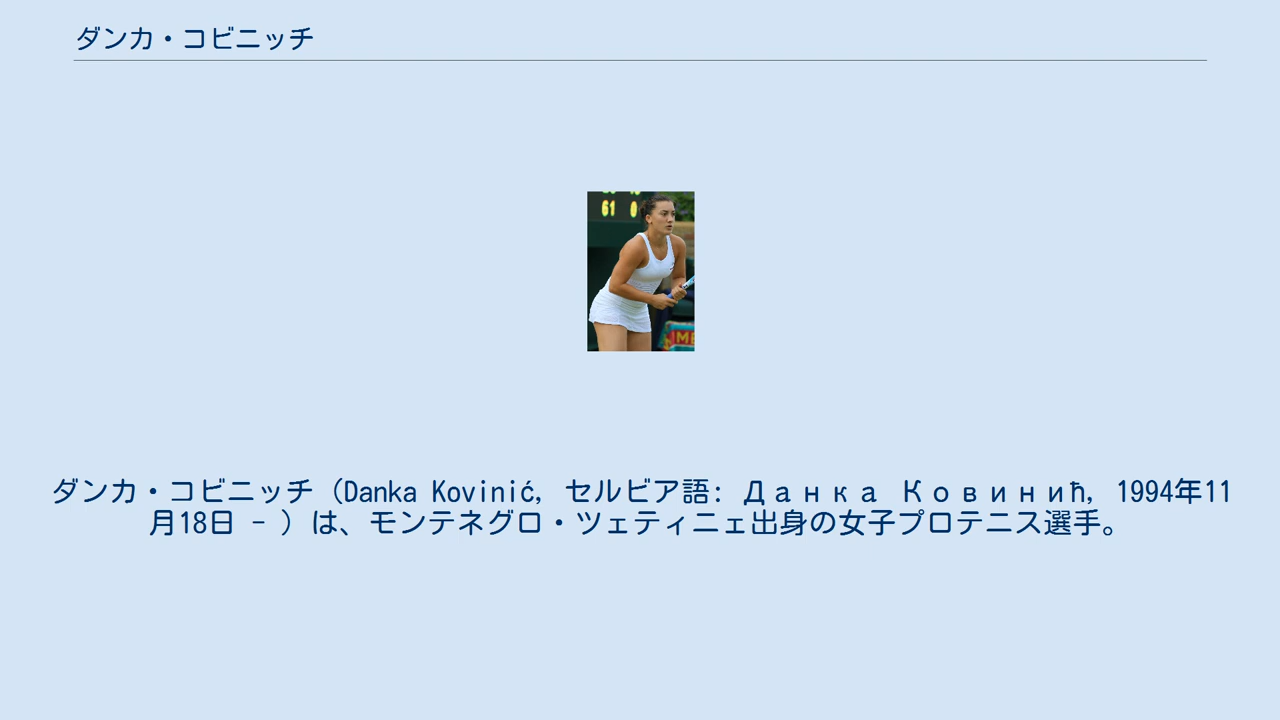 ダンカ・コビニッチ
61 0
ME
ダンカ・コビニッチ（Danka Kovinić, セルビア語: Данка Ковинић, 1994年11
月18日 - ）は、モンテネグロ・ツェティニェ出身の女子プロテニス選手。